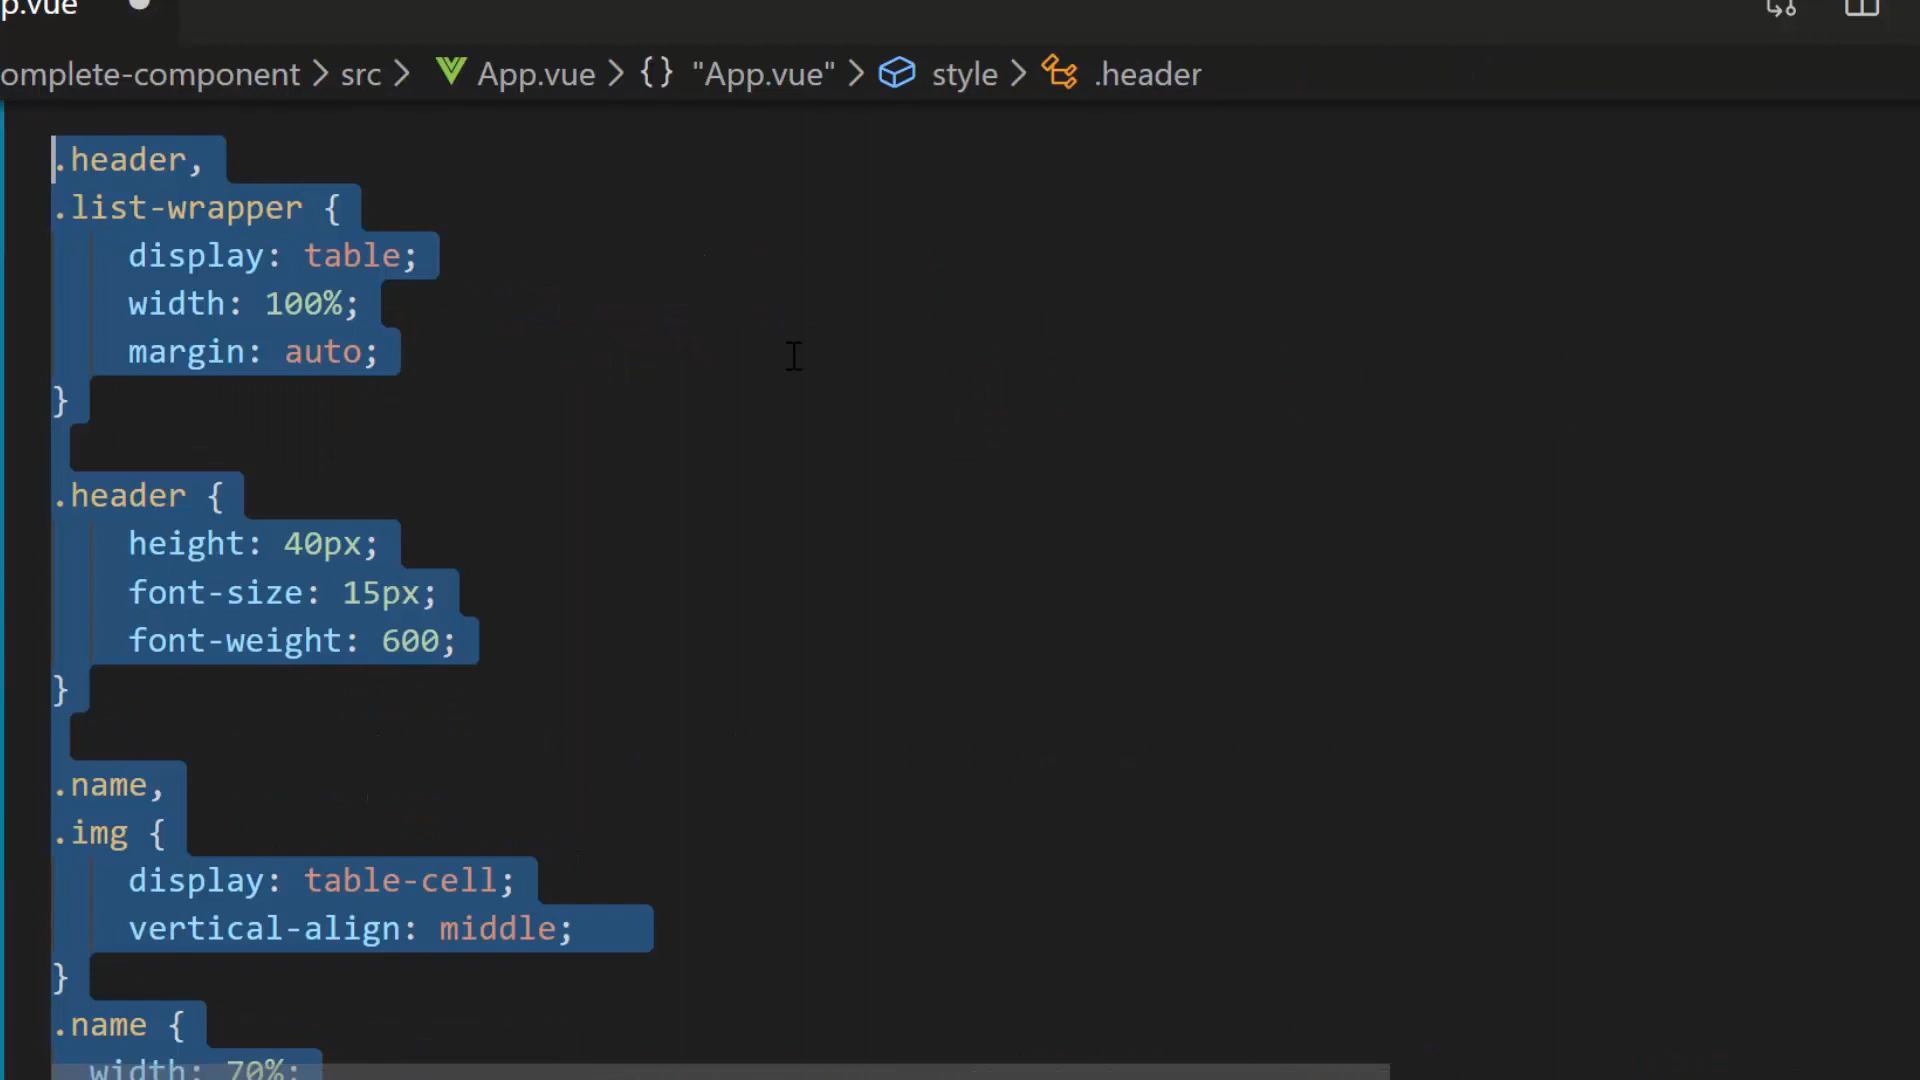 p.vue
omplete-component > src > App.vue > {} "App.vue" > style > .header
.header,
.list-wrapper {
display: table;
width: 100%;
margin: auto;
}
.header {
height: 40px;
font-size: 15px;
font-weight: 600;
}
.name,
.img {
display: table-cell;
vertical-align: middle;
}
.name {
width: 70%;